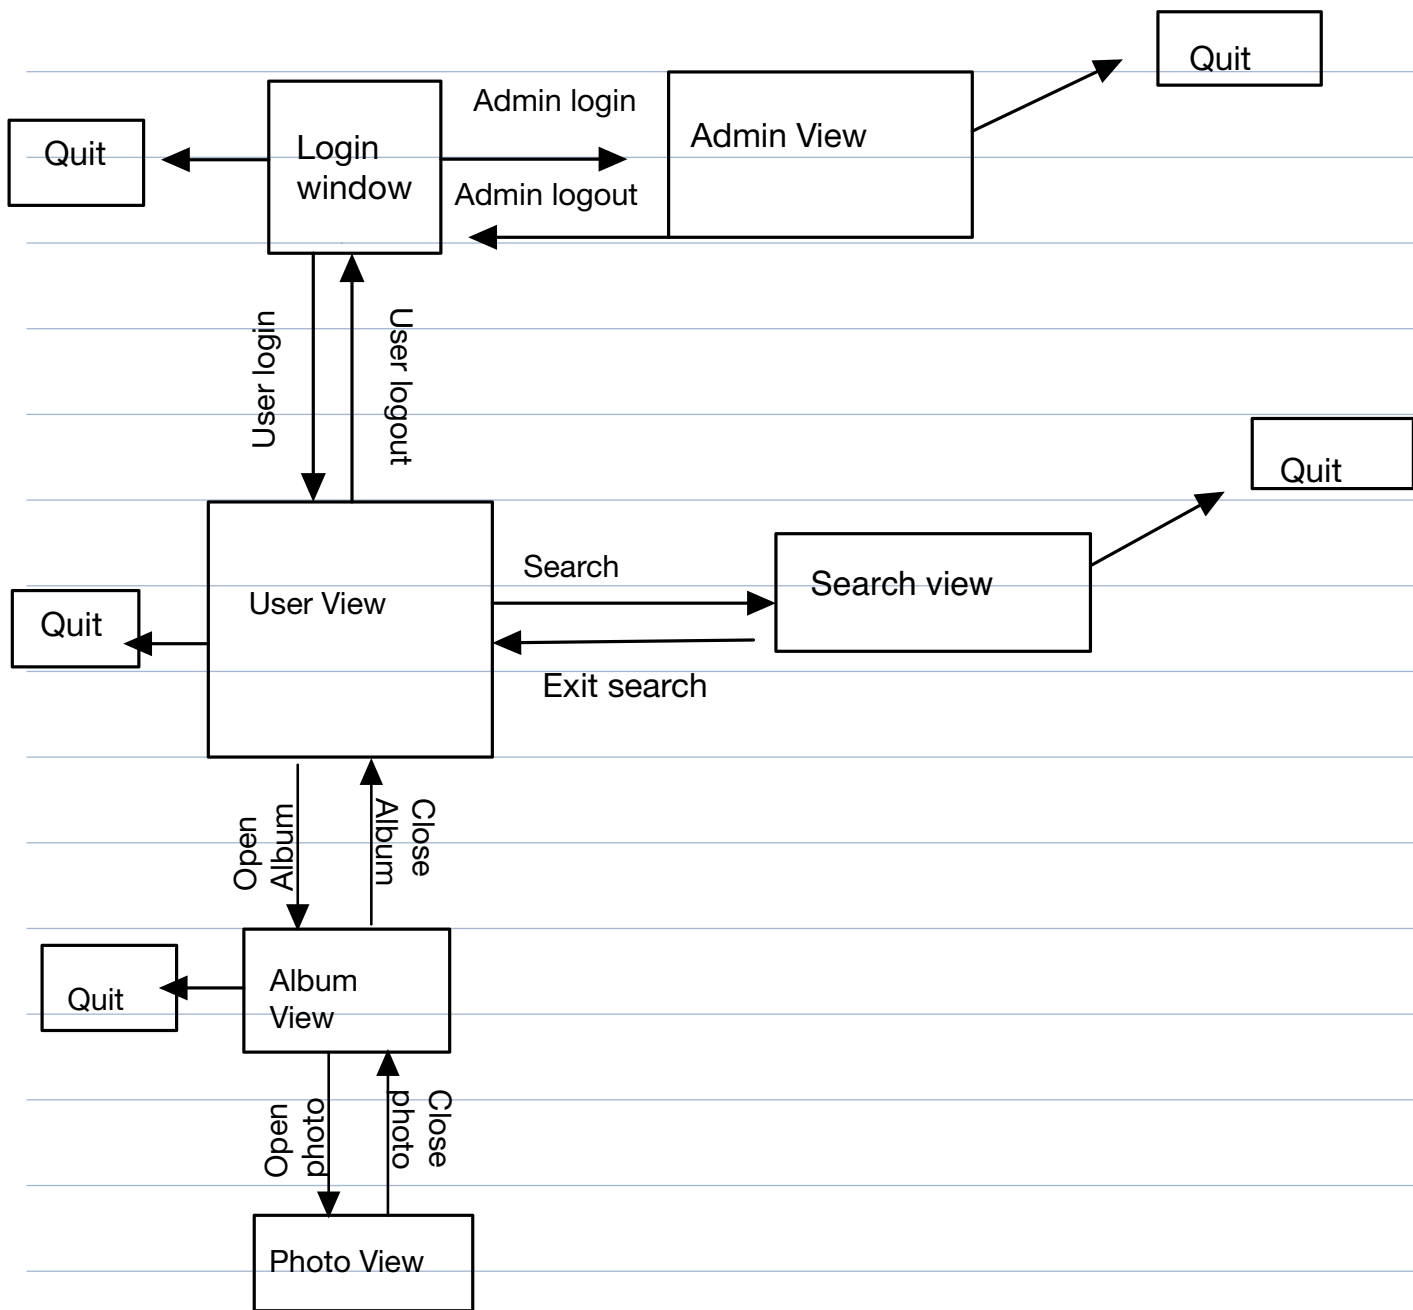 Quit
Admin login
Admin View
Quit
Login
window
Admin logout
User login
User logout
Quit
Search
Search view
User View
Quit
Exit search
Open
Album
Close
Album
Album
View
Quit
Open
photo
Close
photo
Photo View